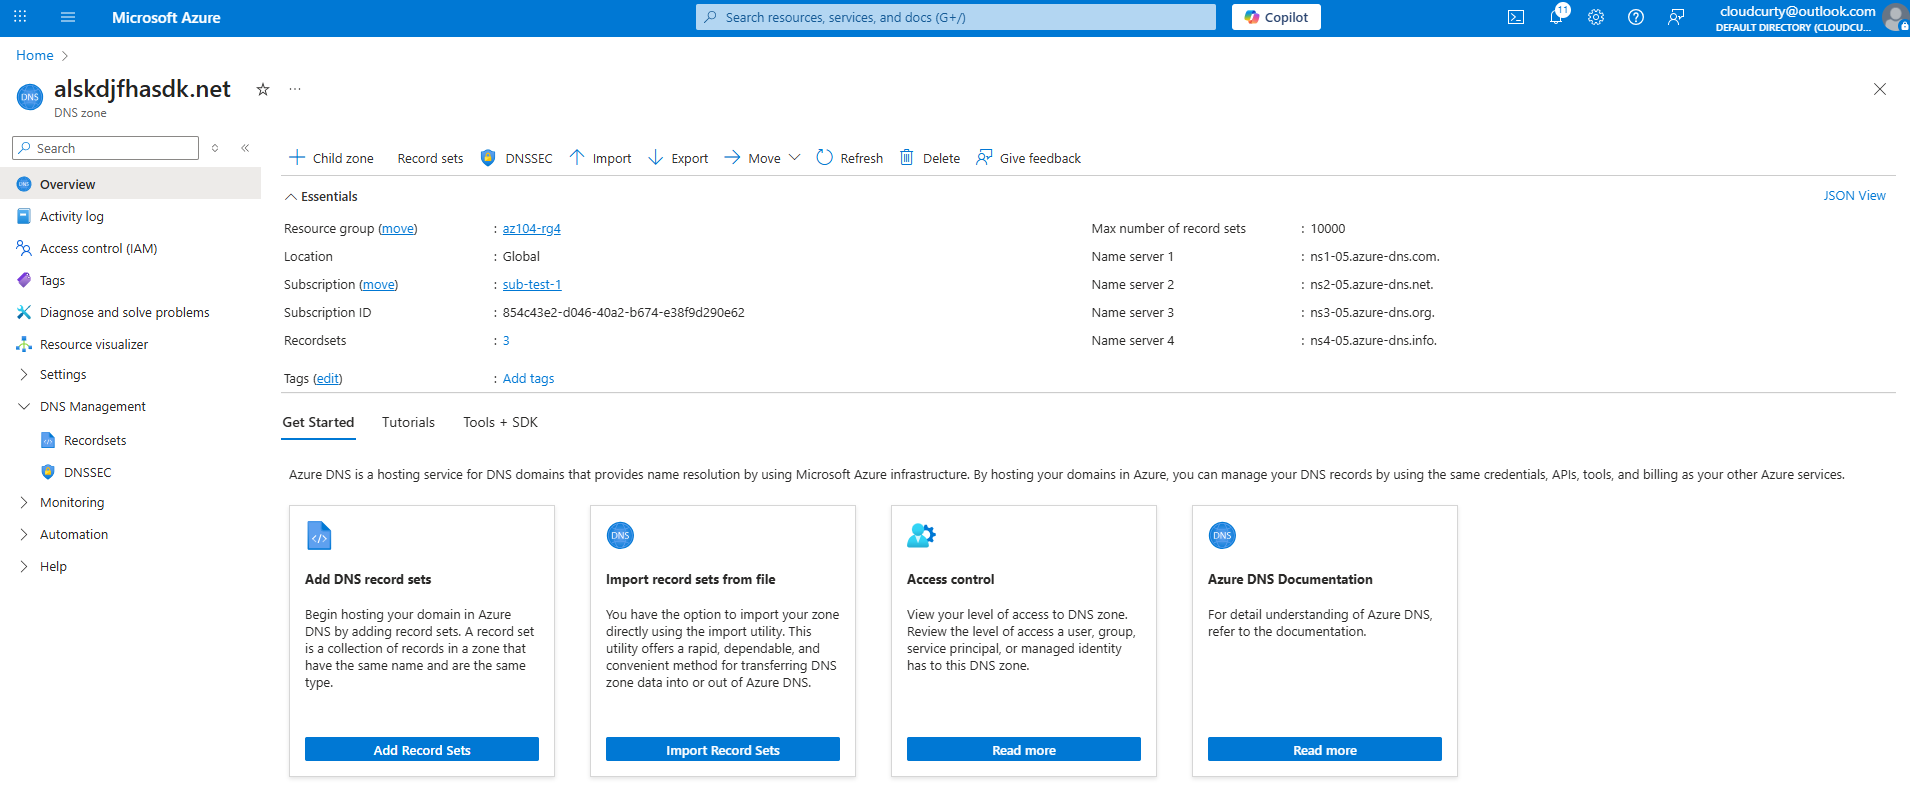 Microsoft Azure
Search resources, services, and docs (G+/)
Copilot
11
cloudcurty@outlook.com
DEFAULT DIRECTORY (CLOUDCU...
Home
DNS
alskdjfhasdk.net
...
DNS zone
Search
Overview
Activity log
Access control (IAM)
Tags
Diagnose and solve problems
Resource visualizer
Settings
DNS Management
Recordsets
DNSSEC
Monitoring
Automation
Help
Child zone Record sets DNSSEC Import Export Move Refresh Delete Give feedback
Essentials
JSON View
Resource group (move) : az104-rg4
Location : Global
Subscription (move) : sub-test-1
Subscription ID : 854c43e2-d046-40a2-b674-e38f9d290e62
Recordsets : 3
Tags (edit) : Add tags
Max number of record sets : 10000
Name server 1 : ns1-05.azure-dns.com.
Name server 2 : ns2-05.azure-dns.net.
Name server 3 : ns3-05.azure-dns.org.
Name server 4 : ns4-05.azure-dns.info.
Get Started Tutorials Tools + SDK
Azure DNS is a hosting service for DNS domains that provides name resolution by using Microsoft Azure infrastructure. By hosting your domains in Azure, you can manage your DNS records by using the same credentials, APIs, tools, and billing as your other Azure services.
Add DNS record sets
Begin hosting your domain in Azure
DNS by adding record sets. A record set
is a collection of records in a zone that
have the same name and are the same
type.
Add Record Sets
DNS
Import record sets from file
You have the option to import your zone
directly using the import utility. This
utility offers a rapid, dependable, and
convenient method for transferring DNS
zone data into or out of Azure DNS.
Import Record Sets
Access control
View your level of access to DNS zone.
Review the level of access a user, group,
service principal, or managed identity
has to this DNS zone.
Read more
DNS
Azure DNS Documentation
For detail understanding of Azure DNS,
refer to the documentation.
Read more